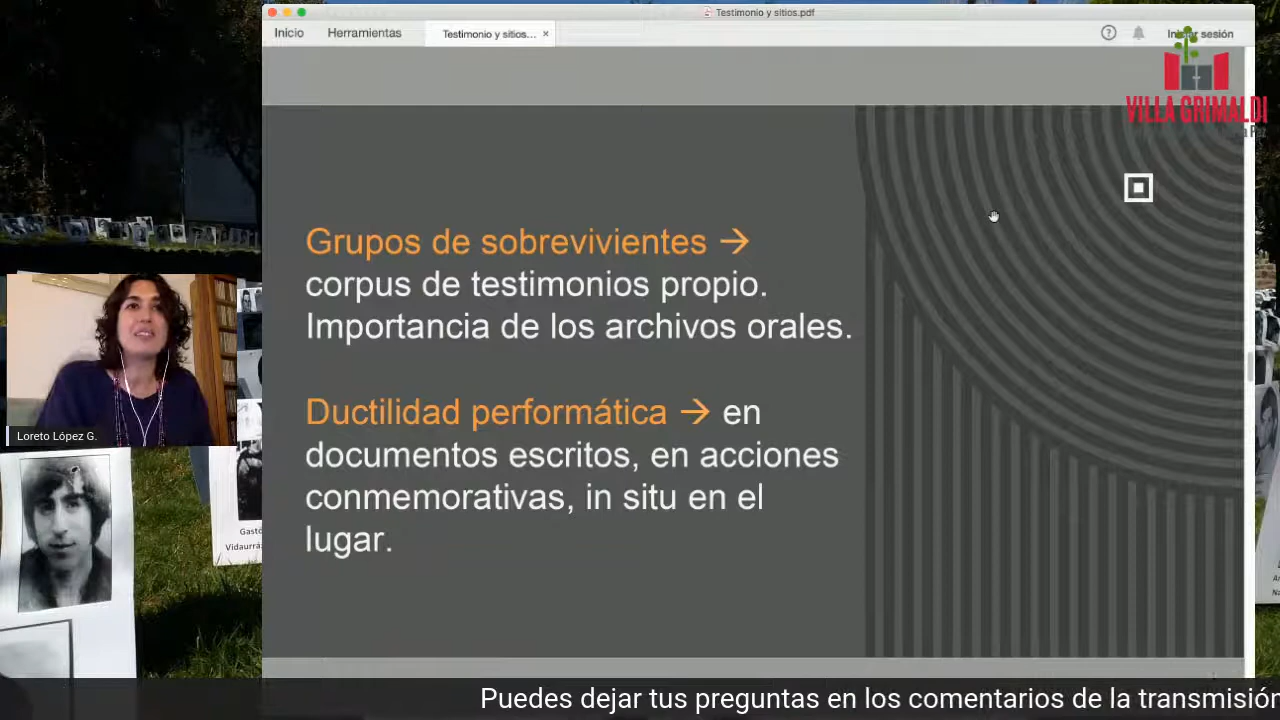 Testimonio y sitios.pdf
Inicio
Herramientas
Testimonio y sitios... ×
sesión
VILLA GRIMALDI
Grupos de sobrevivientes →
corpus de testimonios propio.
Importancia de los archivos orales.
Ductilidad performática → en
documentos escritos, en acciones
conmemorativas, in situ en el
lugar.
Loreto López G.
Puedes dejar tus preguntas en los comentarios de la transmisión